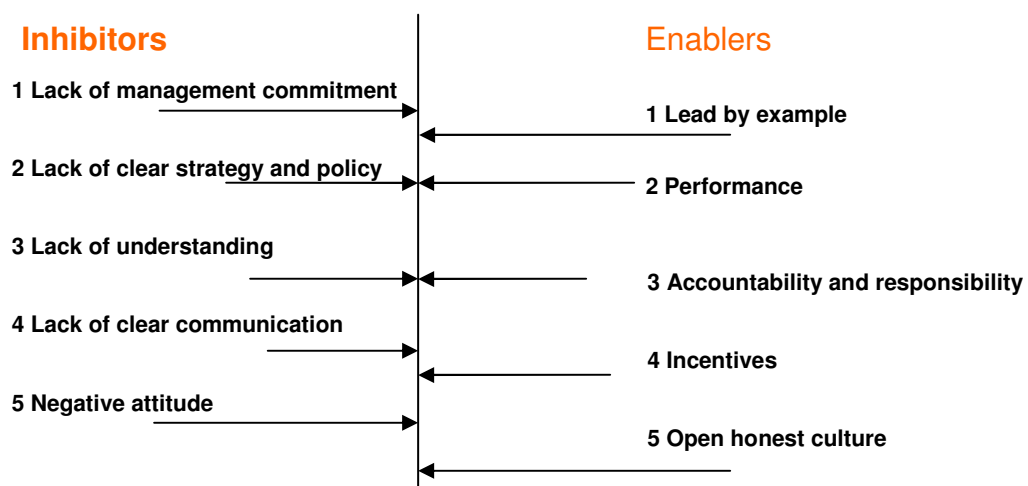 Inhibitors
Enablers
1 Lack of management commitment
1 Lead by example
2 Lack of clear strategy and policy
2 Performance
3 Lack of understanding
3 Accountability and responsibility
4 Lack of clear communication
4 Incentives
5 Negative attitude
5 Open honest culture